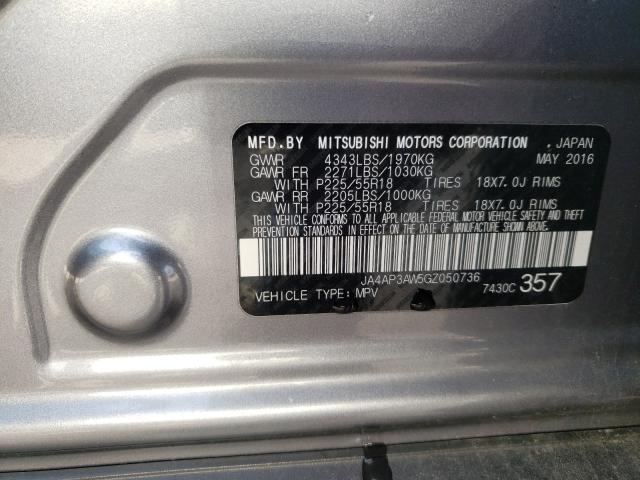 MFD.BY MITSUBISHI MOTORS CORPORATION , JAPAN
GVWR 4343LBS/1970KG MAY 2016
GAWR FR 2271LBS/1030KG
WITH P225/55R18 TIRES 18X7.0J RIMS
GAWR RR 2205LBS/1000KG
WITH P225/55R18 TIRES 18X7.0J RIMS
THIS VEHICLE CONFORMS TO ALL APPLICABLE FEDERAL MOTOR VEHICLE SAFETY AND THEFT
PREVENTION STANDARDS IN EFFECT ON THE DATE OF MANUFACTURE SHOWN ABOVE.
JA4AP3AW5GZ050736
VEHICLE TYPE:MPV 7430C 357